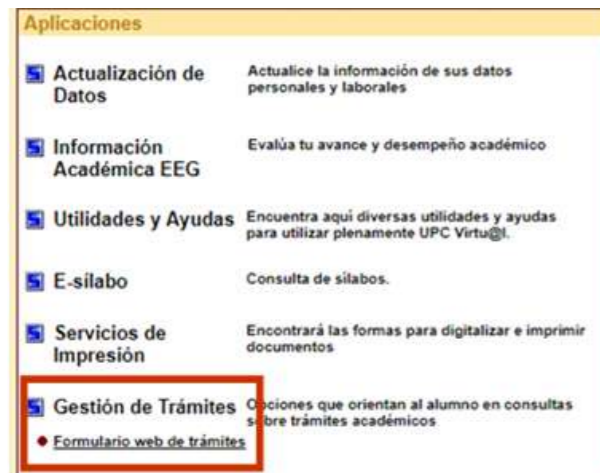 Aplicaciones
Actualización de Datos
Actualice la información de sus datos
personales y laborales
Información
Académica EEG
Evalúa tu avance y desempeño académico
Utilidades y Ayudas
Encuentra aquí diversas utilidades y ayudas
para utilizar plenamente UPC Virtu@l.
E-sílabo
Consulta de sílabos.
Servicios de
Impresión
Encontrará las formas para digitalizar e imprimir
documentos
Gestión de Trámites
Opciones que orientan al alumno en consultas
sobre trámites académicos
Formulario web de trámites